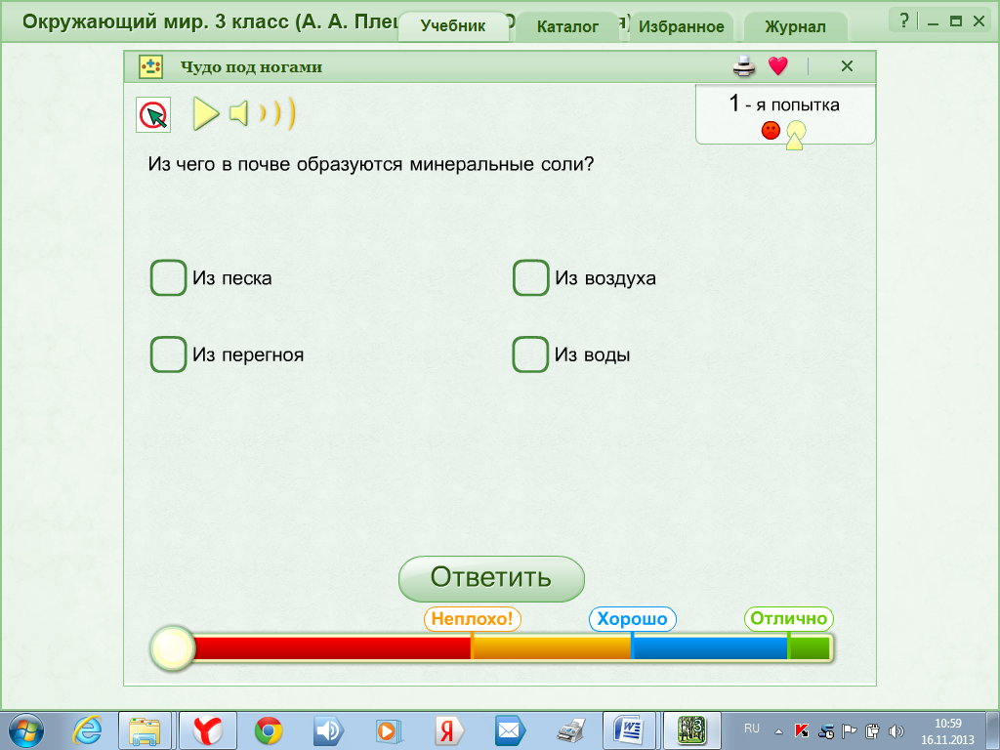 Окружающий мир. 3 класс (А. А. Плеш
Учебник
Каталог
Избранное
Журнал
?
Чудо под ногами
1 - я попытка
Из чего в почве образуются минеральные соли?
Из песка
Из воздуха
Из перегноя
Из воды
Ответить
Неплохо!
Хорошо
Отлично
RU
10:59
16.11.2013